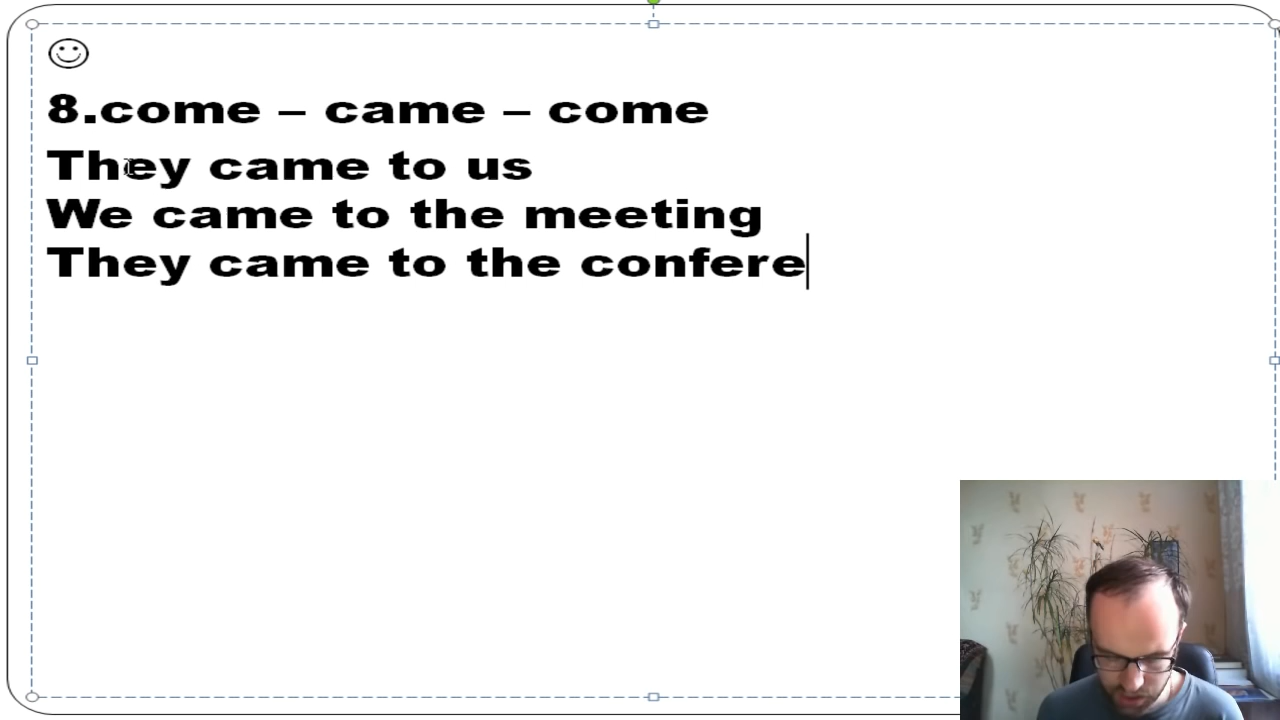 8.come – came – come
They came to us
We came to the meeting
They came to the confere